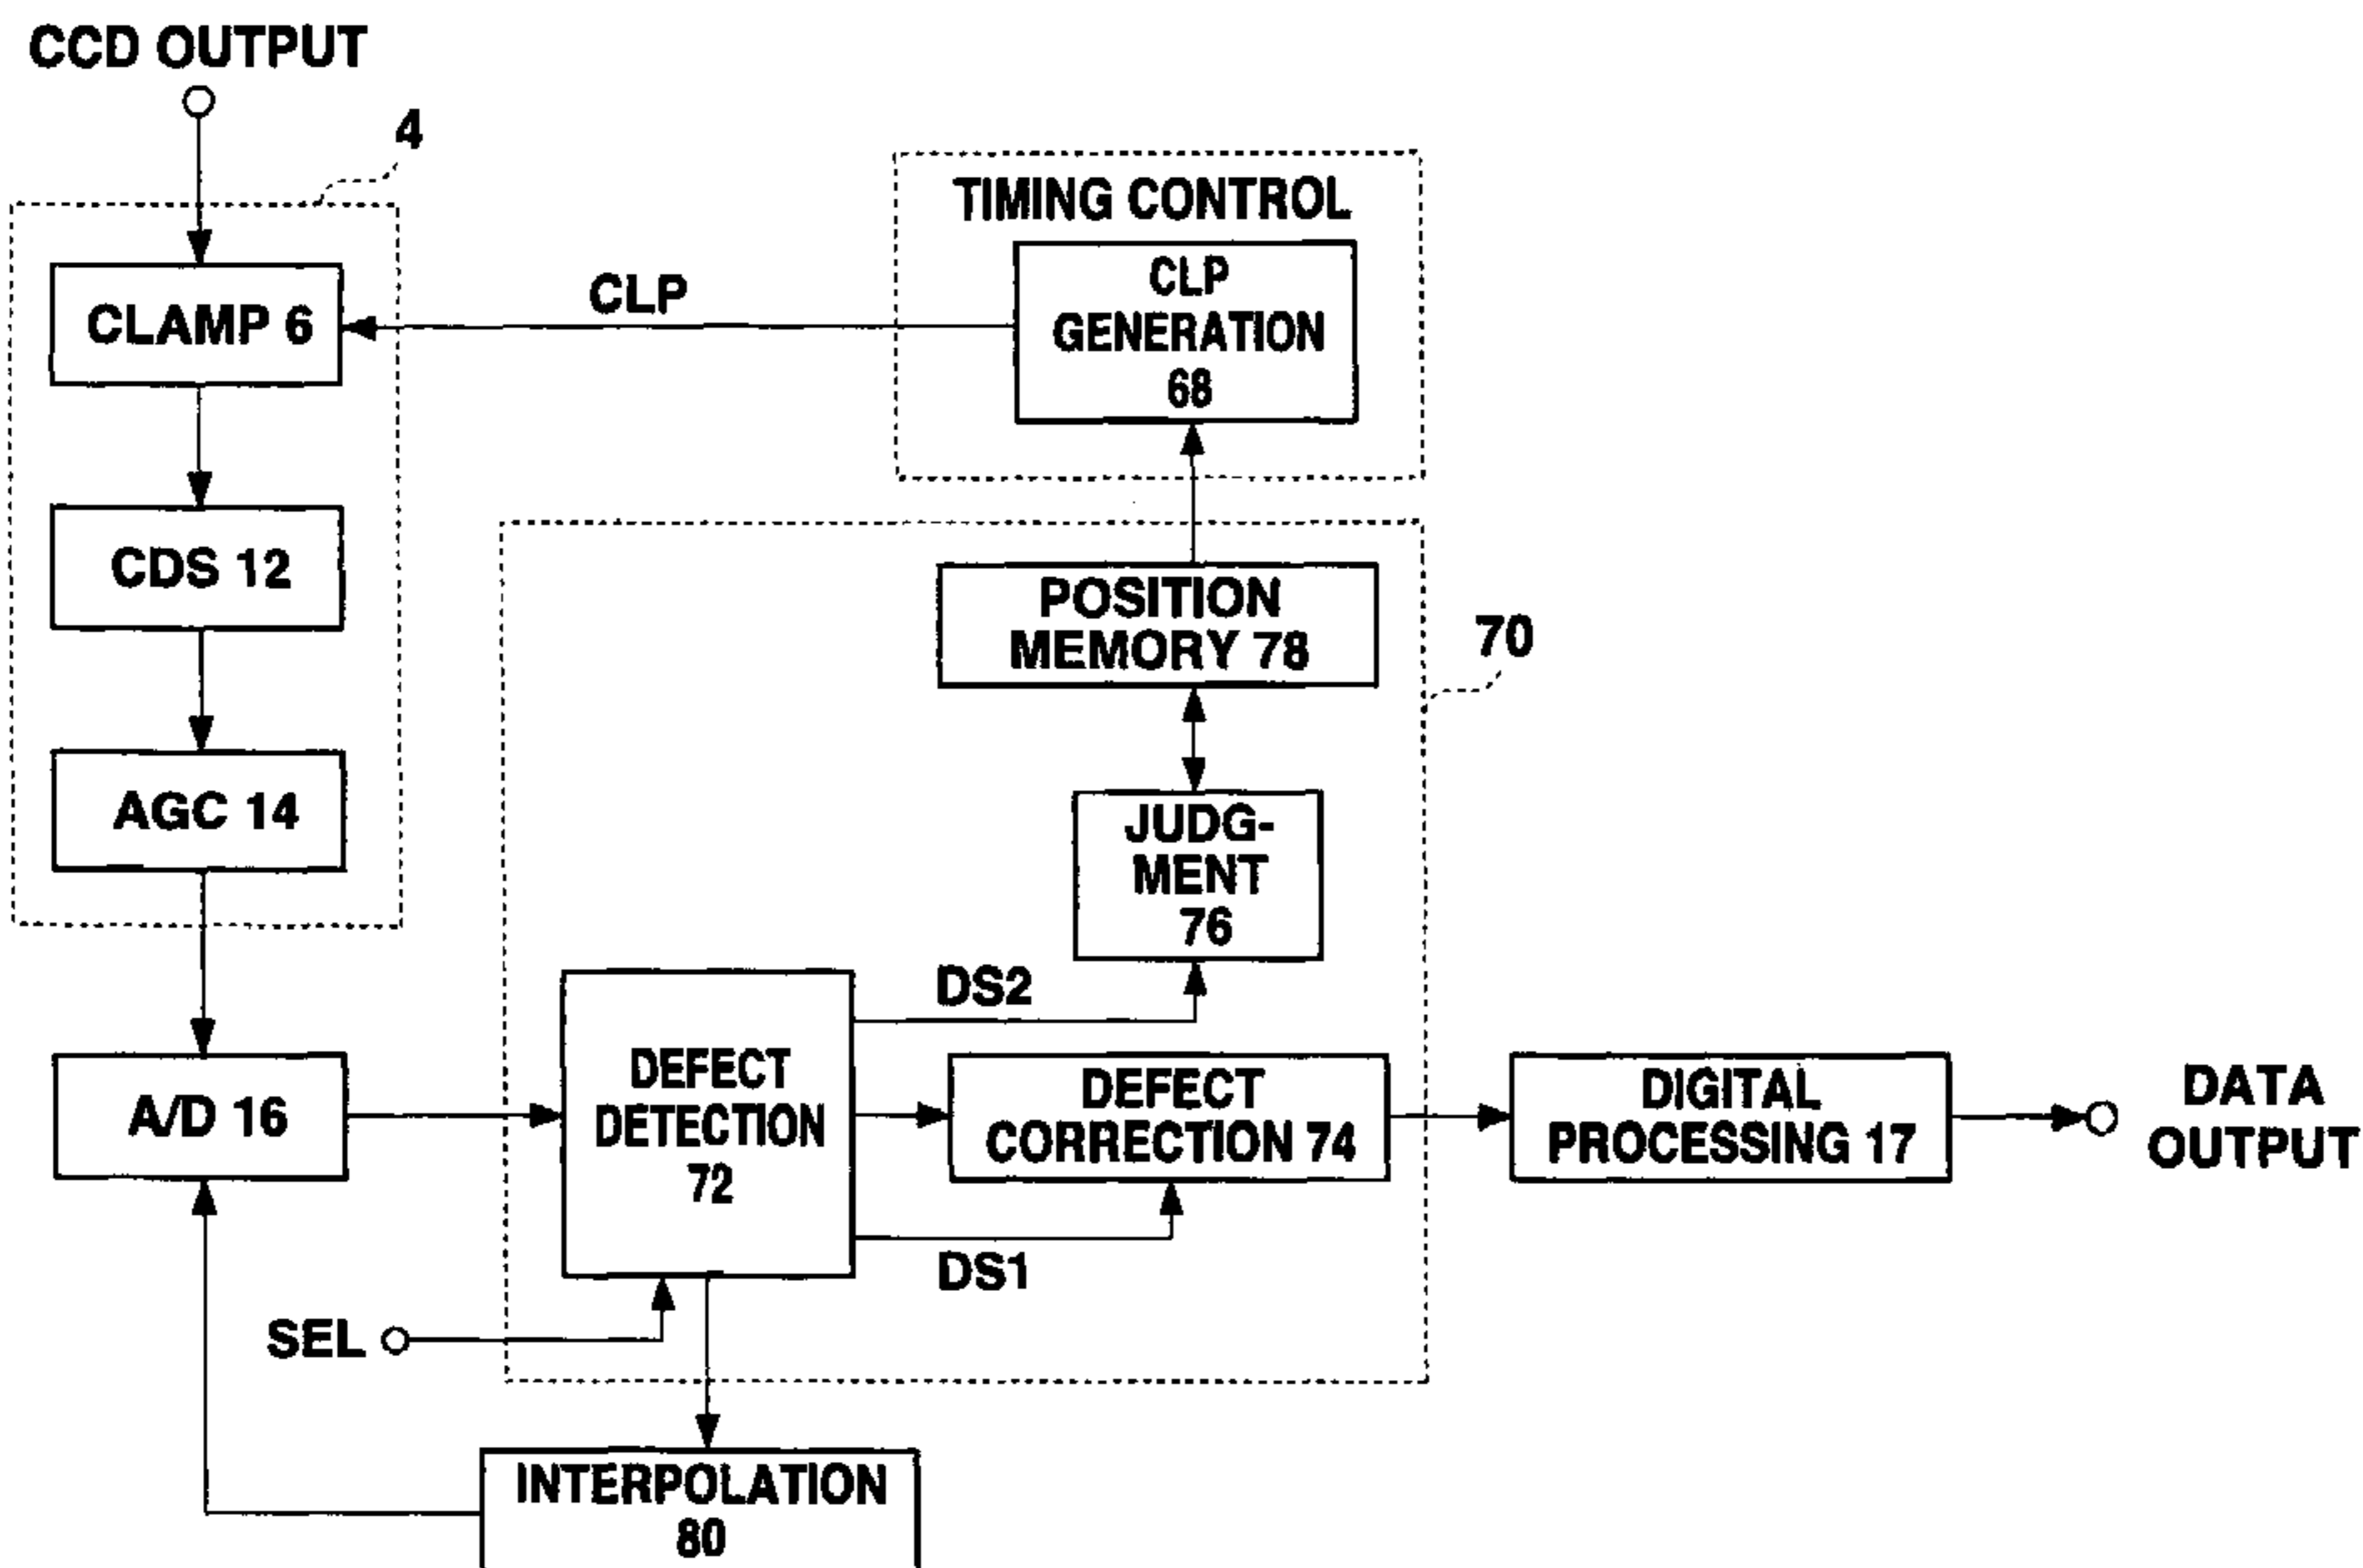 CCD OUTPUT
4
TIMING CONTROL
CLP
GENERATION
68
CLP
CLAMP 6
CDS 12
POSITION
MEMORY 78
70
AGC 14
JUDG-
MENT
76
DS2
A/D 16
DEFECT
DETECTION
72
DEFECT
CORRECTION 74
DIGITAL
PROCESSING 17
DATA
OUTPUT
DS1
SEL
INTERPOLATION
80